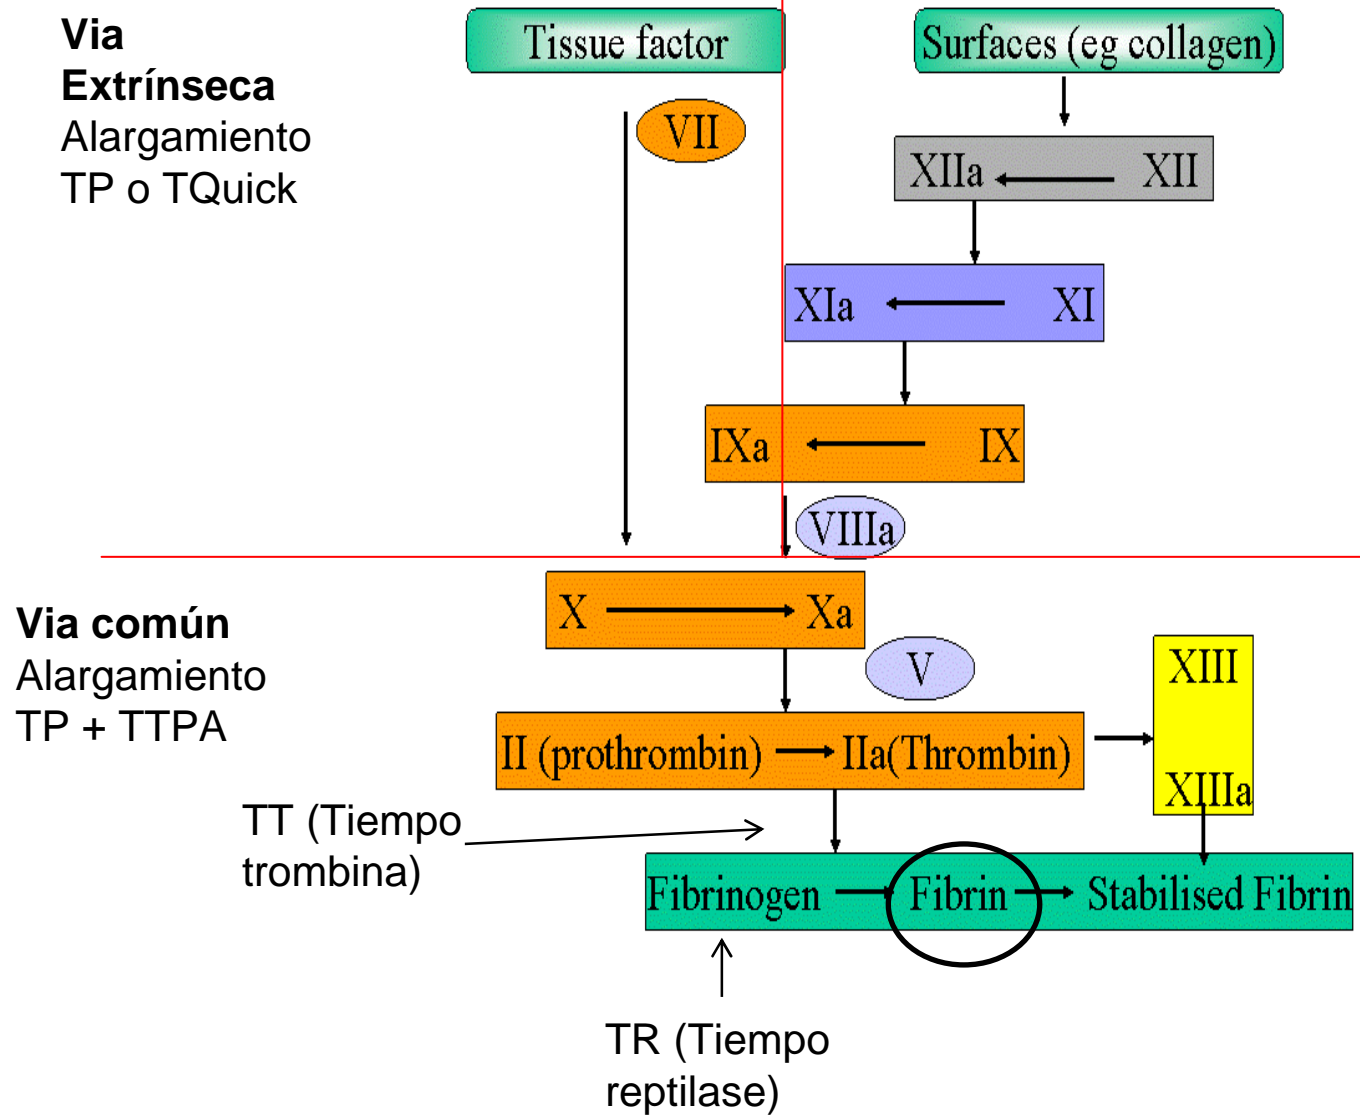 Via
Extrínseca
Alargamiento
TP o TQuick
Tissue factor
Surfaces (eg collagen)
VII
XIIa XII
XIa XI
IXa IX
VIIIa
Via común
Alargamiento
TP + TTPA
X Xa
V
XIII
XIIIa
II (prothrombin) IIa(Thrombin)
TT (Tiempo
trombina)
Fibrinogen Fibrin Stabilised Fibrin
TR (Tiempo
reptilase)